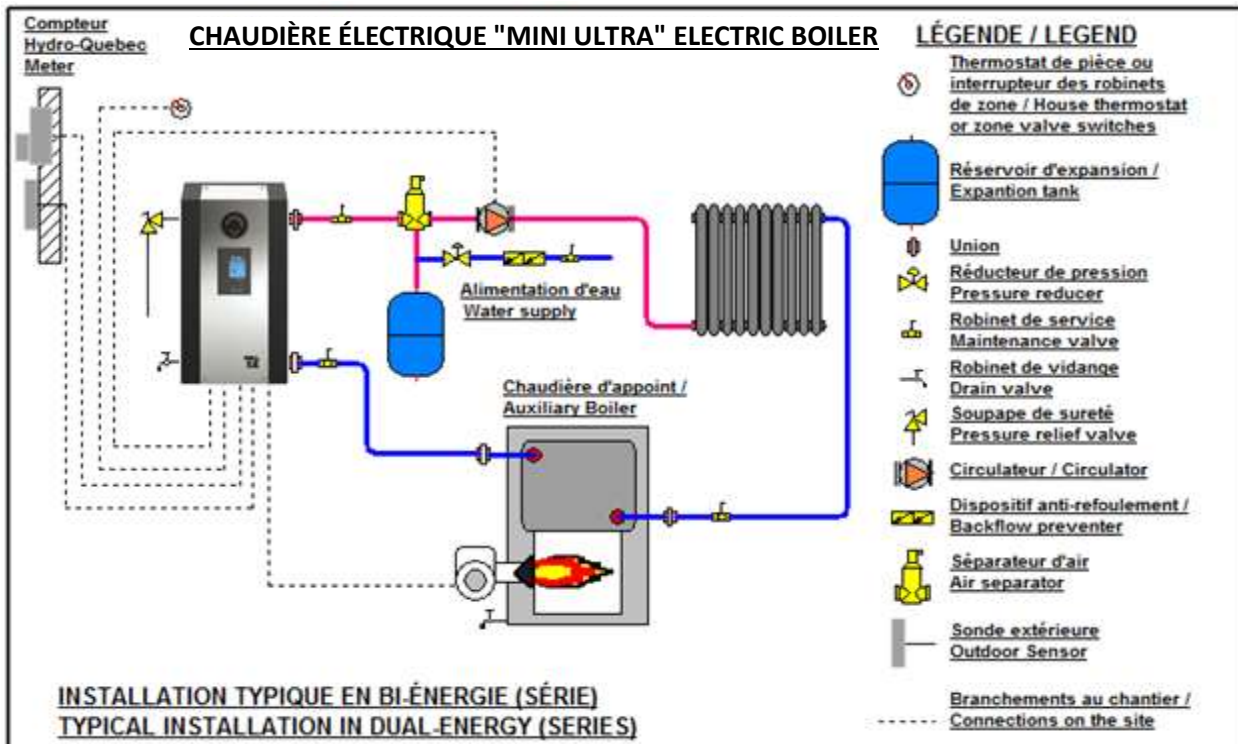 Compteur
Hydro-Quebec
Meter
CHAUDIÈRE ÉLECTRIQUE "MINI ULTRA" ELECTRIC BOILER
LÉGENDE / LEGEND
Thermostat de pièce ou
interrupteur des robinets
de zone / House thermostat
or zone valve switches
Réservoir d'expansion /
Expantion tank
Union
Réducteur de pression
Pressure reducer
Robinet de service
Maintenance valve
Robinet de vidange
Drain valve
Soupape de sureté
Pressure relief valve
Circulateur / Circulator
Dispositif anti-refoulement /
Backflow preventer
Séparateur d'air
Air separator
Sonde extérieure
Outdoor Sensor
Branchements au chantier /
Connections on the site
Alimentation d'eau
Water supply
Chaudière d'appoint /
Auxiliary Boiler
INSTALLATION TYPIQUE EN BI-ÉNERGIE (SÉRIE)
TYPICAL INSTALLATION IN DUAL-ENERGY (SERIES)